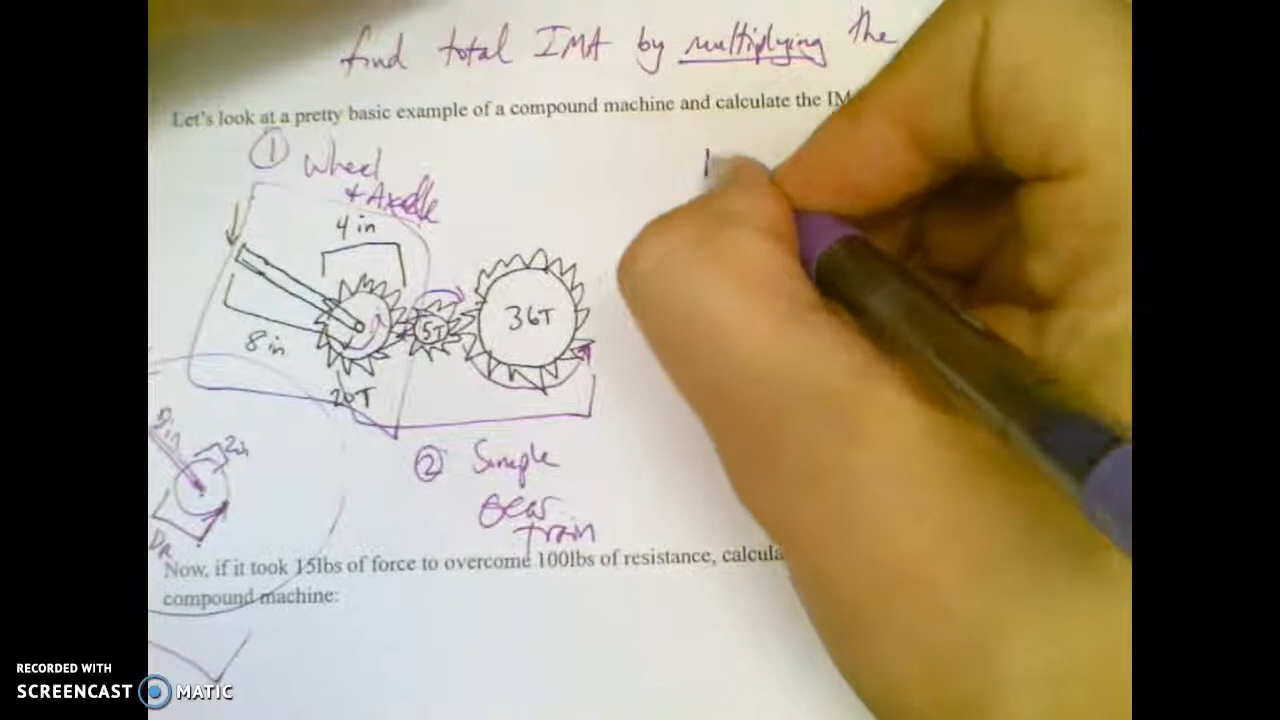 find total IMA by multiplying the
Let's look at a pretty basic example of a compound machine and calculate the IM
① Wheel
+ Axle
4 in
8 in
5T
36T
20T
8in
2in
DR
② Simple
gear
train
Now, if it took 15lbs of force to overcome 100lbs of resistance, calcula
compound machine:
RECORDED WITH
SCREENCAST MATIC